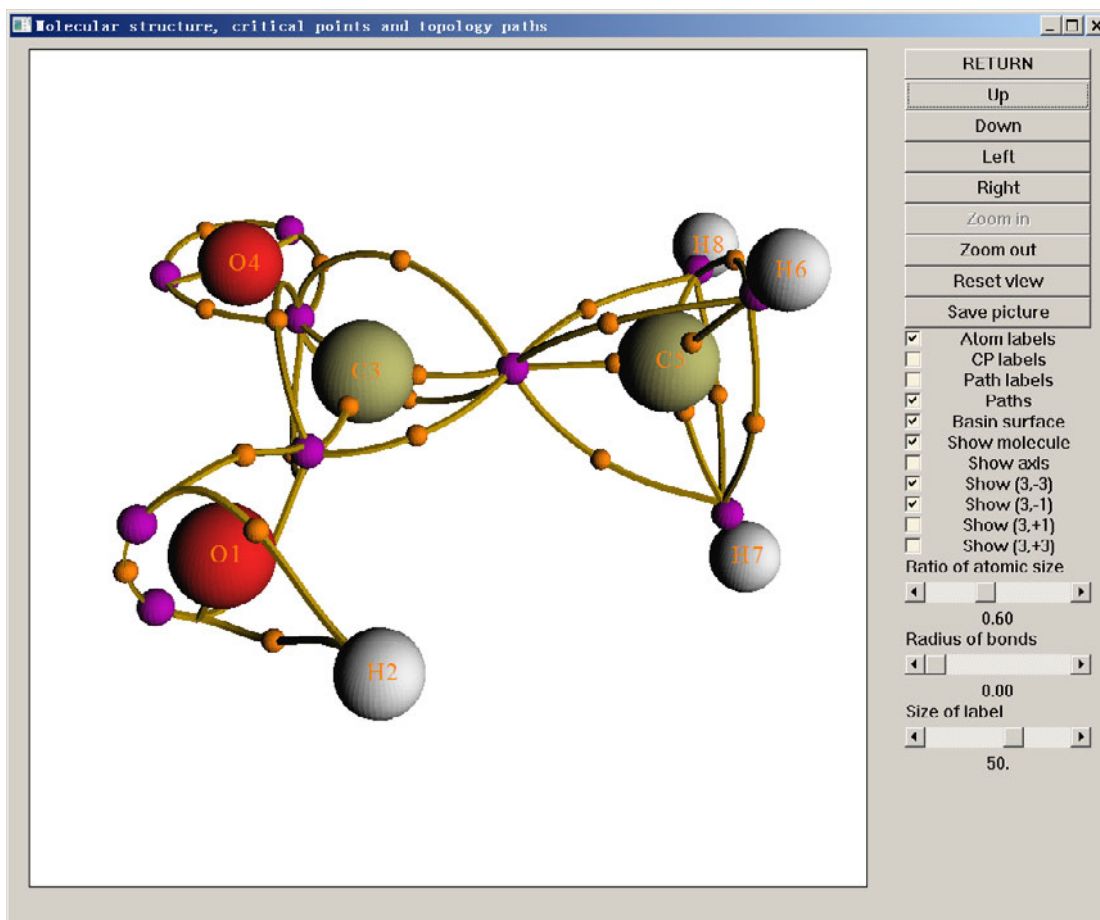 Molecular structure, critical points and topology paths
RETURN
Up
Down
Left
Right
Zoom in
Zoom out
Reset view
Save picture
Atom labels
CP labels
Path labels
Paths
Basin surface
Show molecule
Show axis
Show (3,-3)
Show (3,-1)
Show (3,+1)
Show (3,+3)
Ratio of atomic size
0.60
Radius of bonds
0.00
Size of label
50.
O4
H8
H6
C3
C5
O1
H7
H2